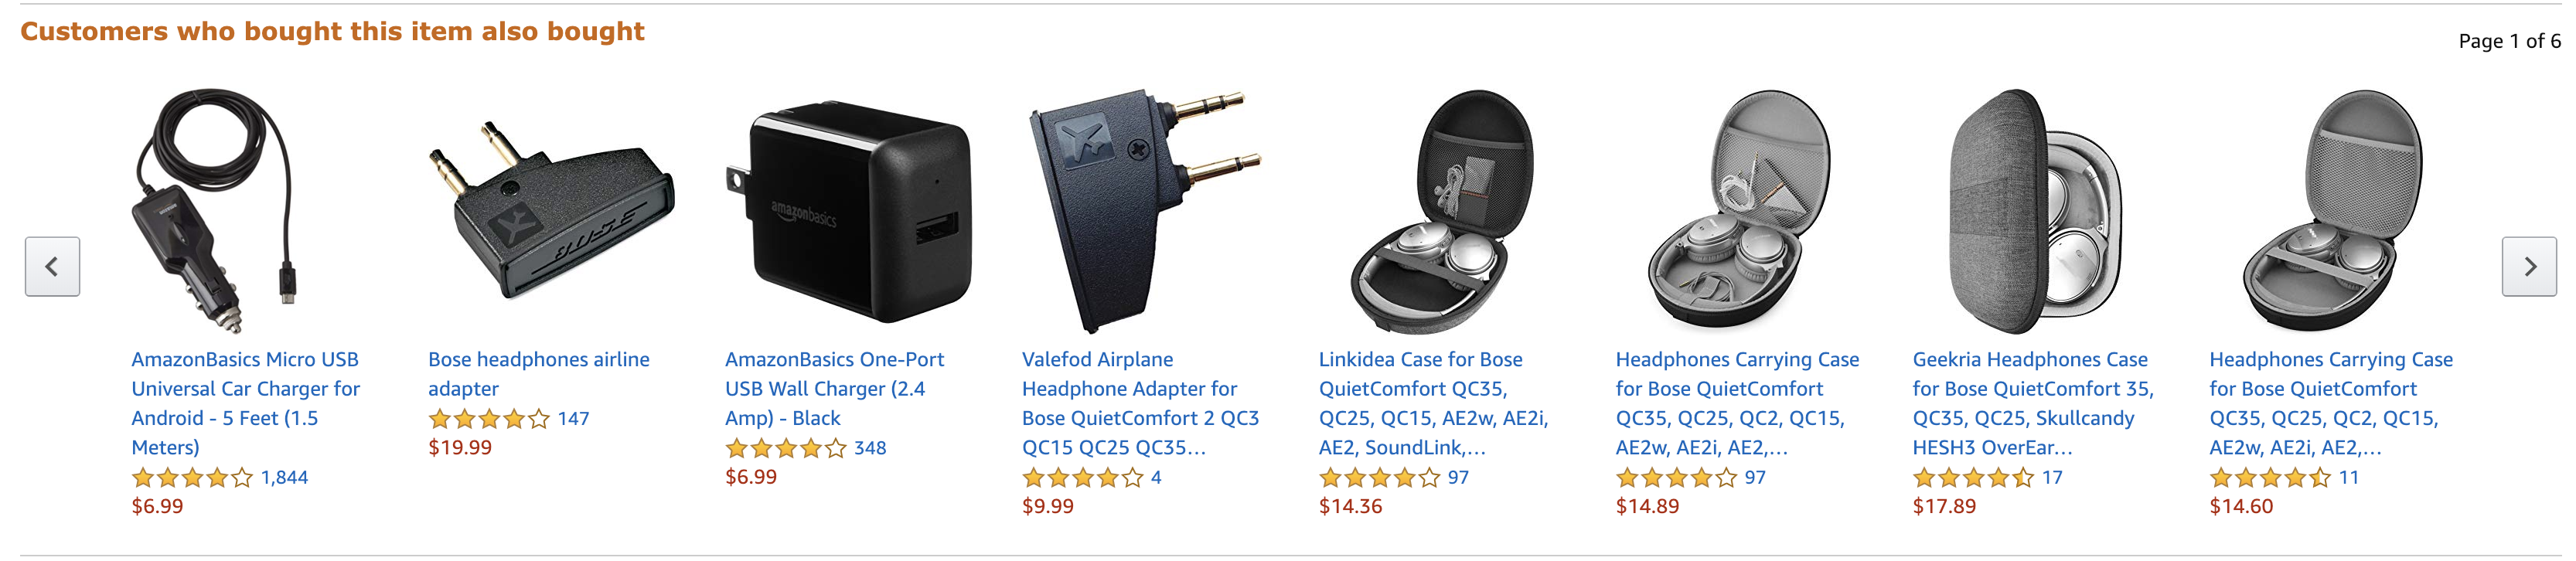 Customers who bought this item also bought
Page 1 of 6
amazonbasics
BOSE
AmazonBasics Micro USB
Universal Car Charger for
Android - 5 Feet (1.5
Meters)
1,844
$6.99
Bose headphones airline
adapter
147
$19.99
AmazonBasics One-Port
USB Wall Charger (2.4
Amp) - Black
348
$6.99
Valefod Airplane
Headphone Adapter for
Bose QuietComfort 2 QC3
QC15 QC25 QC35...
4
$9.99
Linkidea Case for Bose
QuietComfort QC35,
QC25, QC15, AE2w, AE2i,
AE2, SoundLink,...
97
$14.36
Headphones Carrying Case
for Bose QuietComfort
QC35, QC25, QC2, QC15,
AE2w, AE2i, AE2,...
97
$14.89
Geekria Headphones Case
for Bose QuietComfort 35,
QC35, QC25, Skullcandy
HESH3 OverEar...
17
$17.89
Headphones Carrying Case
for Bose QuietComfort
QC35, QC25, QC2, QC15,
AE2w, AE2i, AE2,...
11
$14.60